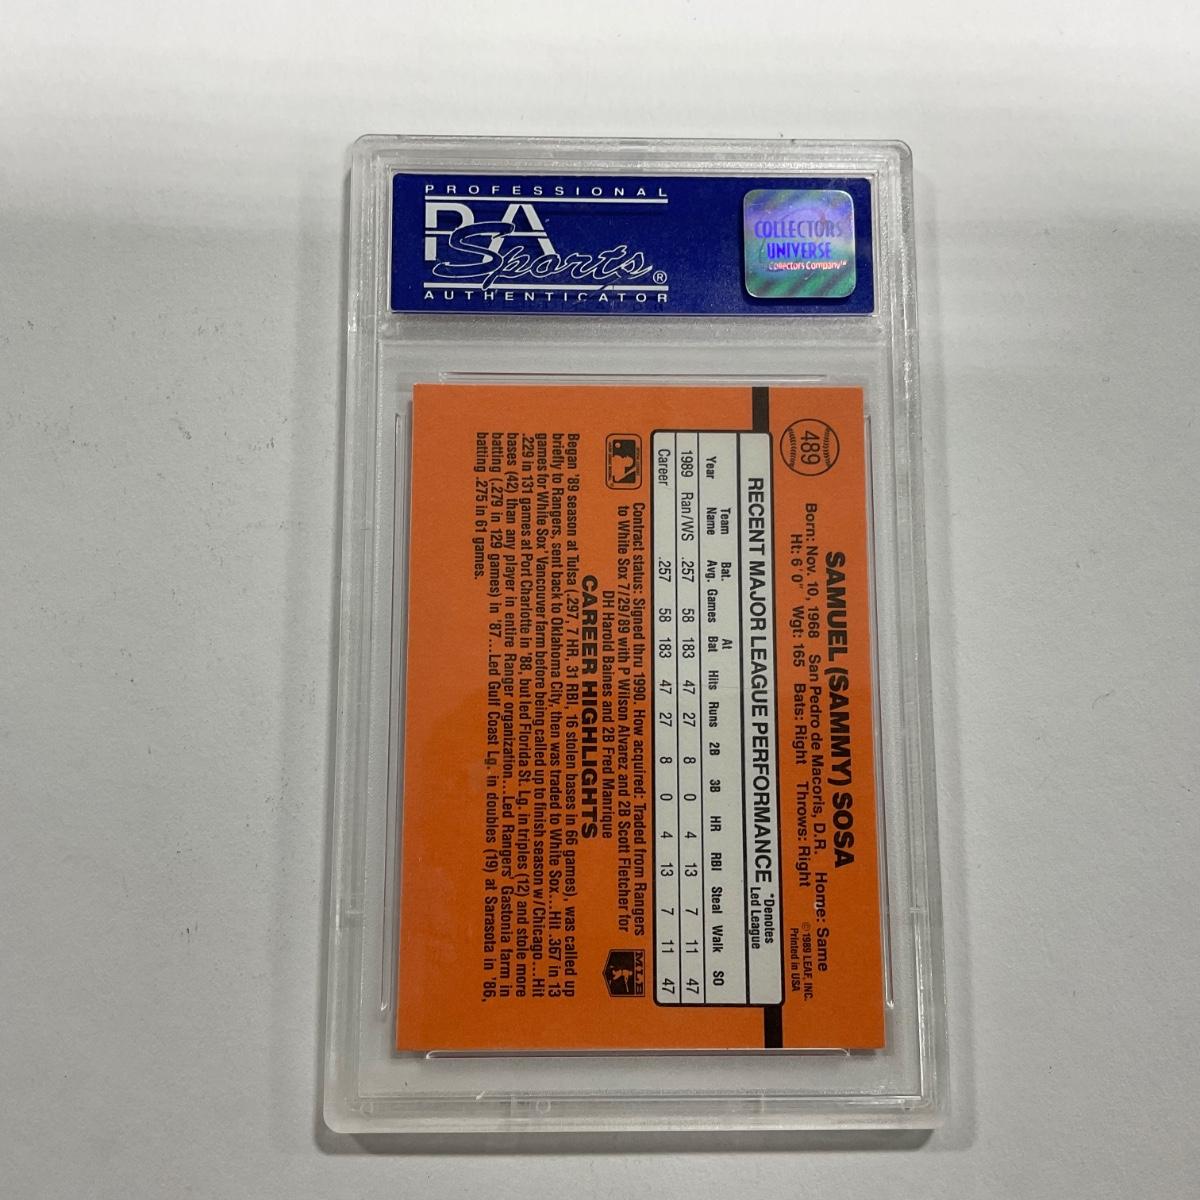 PROFESSIONAL
PSA
Sports®
AUTHENTICATOR
COLLECTORS
UNIVERSE
Collectors Company™
489
SAMUEL (SAMMY) SOSA
Born: Nov. 10, 1968 San Pedro de Macoris, D.R. Home: Same
Ht: 6'0" Wgt: 165 Bats: Right Throws: Right
© 1989 LEAF, INC.
Printed in USA
RECENT MAJOR LEAGUE PERFORMANCE
*Denotes
Led League
Year Team Name Bat. Avg. Games At Bat Hits Runs 2B 3B HR RBI Steal Walk SO
1989 Ran/WS .257 58 183 47 27 8 0 4 13 7 11 47
Career .257 58 183 47 27 8 0 4 13 7 11 47
Contract status: Signed thru 1990. How acquired: Traded from Rangers
to White Sox 7/29/89 with P Wilson Alvarez and 2B Scott Fletcher for
DH Harold Baines and 2B Fred Manrique
MLB
CAREER HIGHLIGHTS
Began '89 season at Tulsa (.297, 7 HR, 31 RBI, 16 stolen bases in 66 games), was called up
briefly to Rangers, sent back to Oklahoma City, then was traded to White Sox...Hit .367 in 13
games for White Sox' Vancouver farm before being called up to finish season w/Chicago...Hit
.229 in 131 games at Port Charlotte in '88, but led Florida St. Lg. in triples (12) and stole more
bases (42) than any player in entire Ranger organization...Led Rangers' Gastonia farm in
batting (.279 in 129 games) in '87...Led Gulf Coast Lg. in doubles (19) at Sarasota in '86,
batting .275 in 61 games.